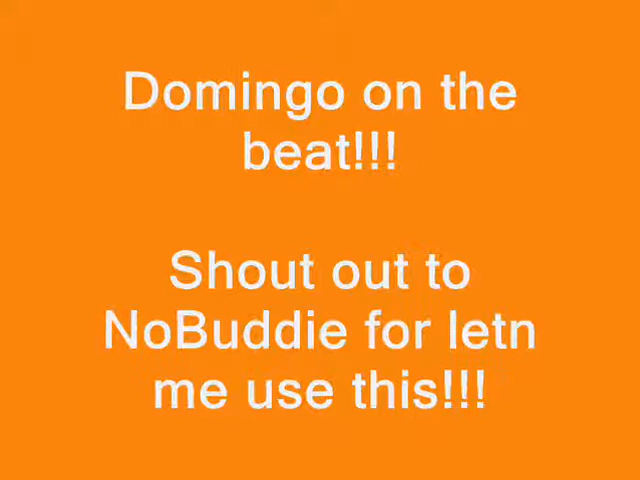 Domingo on the
beat!!!
Shout out to
NoBuddie for letn
me use this!!!